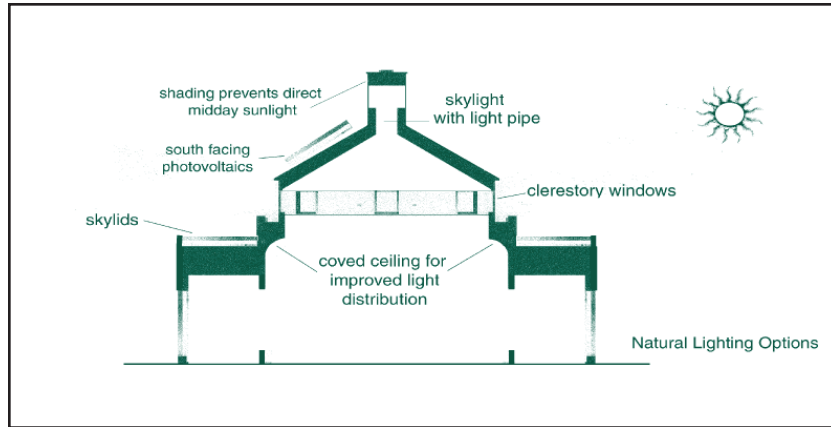 shading prevents direct
midday sunlight
skylight
with light pipe
south facing
photovoltaics
clerestory windows
skylids
coved ceiling for
improved light
distribution
Natural Lighting Options